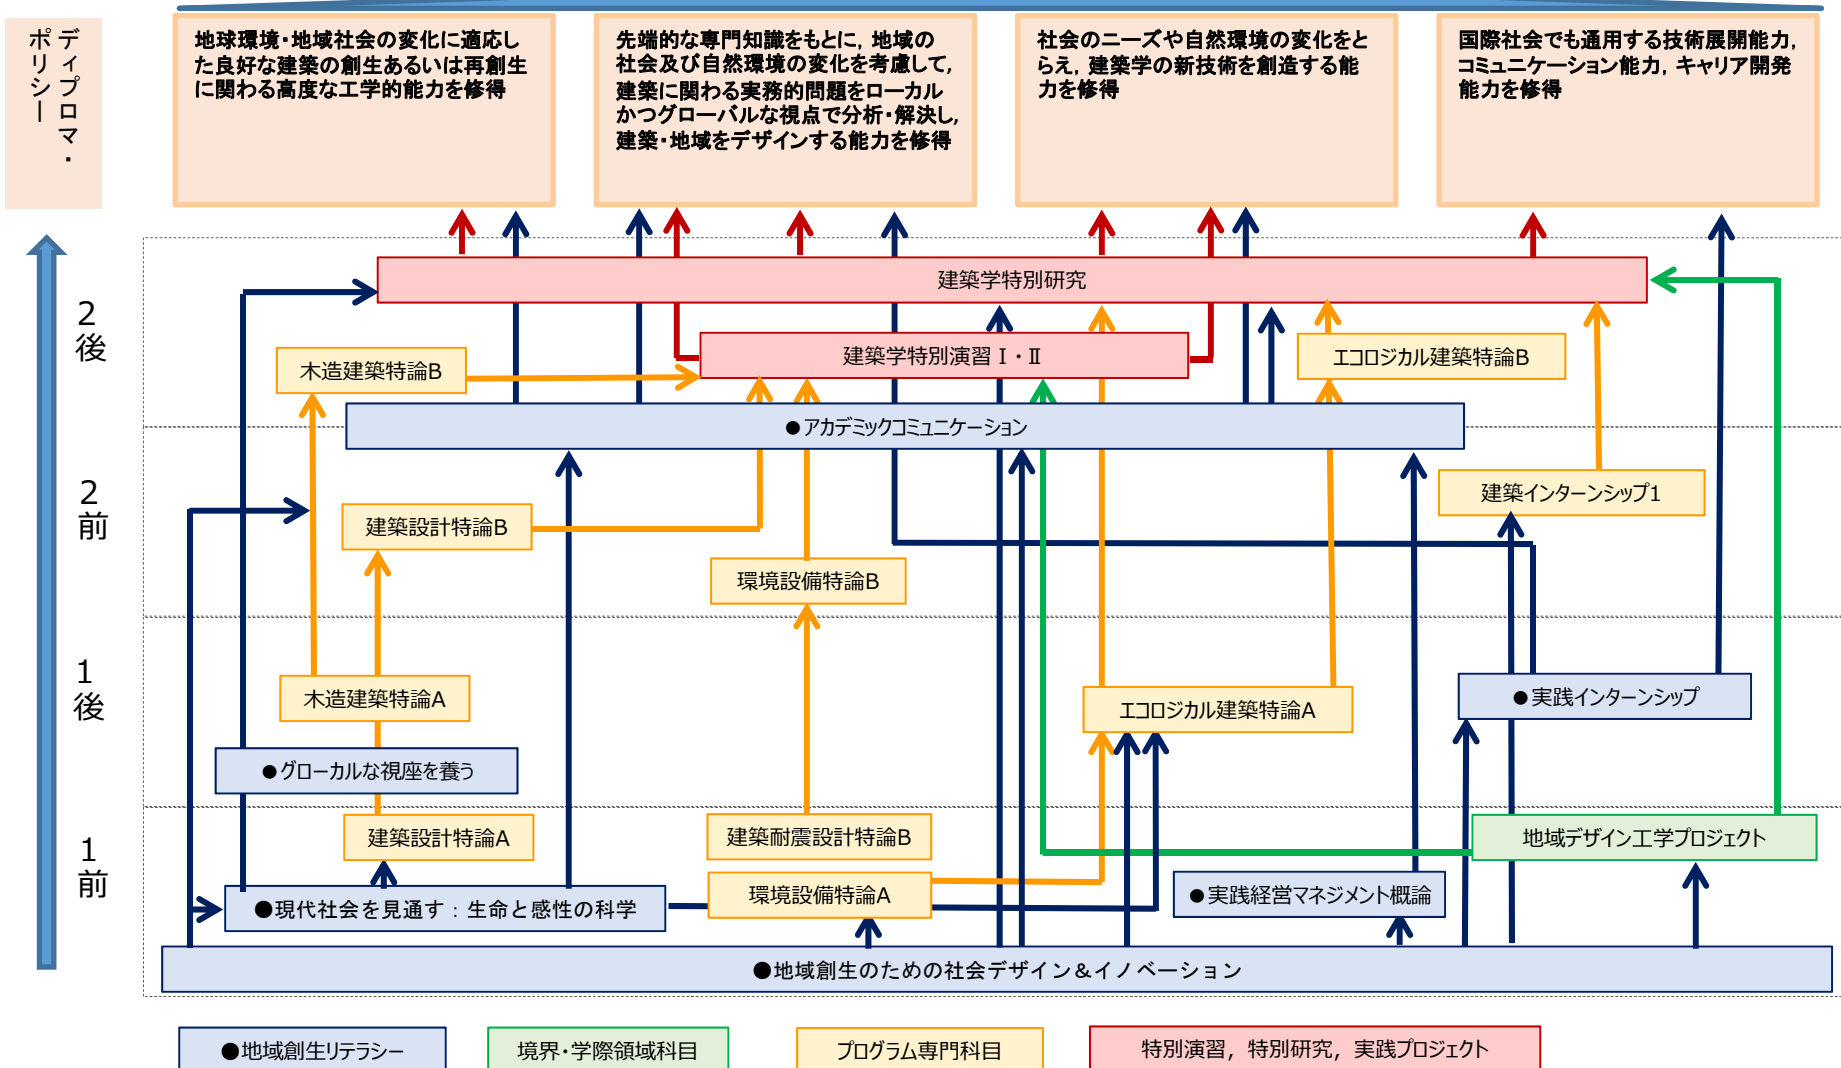 ディプロマ・
ポリシー
地球環境・地域社会の変化に適応し
た良好な建築の創生あるいは再創生
に関わる高度な工学的能力を修得
先端的な専門知識をもとに，地域の
社会及び自然環境の変化を考慮して，
建築に関わる実務的問題をローカル
かつグローバルな視点で分析・解決し，
建築・地域をデザインする能力を修得
社会のニーズや自然環境の変化をと
らえ，建築学の新技術を創造する能
力を修得
国際社会でも通用する技術展開能力，
コミュニケーション能力，キャリア開発
能力を修得
2後
建築学特別研究
建築学特別演習Ⅰ・Ⅱ
木造建築特論B
エコロジカル建築特論B
●アカデミックコミュニケーション
2前
建築インターンシップ1
建築設計特論B
環境設備特論B
1後
木造建築特論A
エコロジカル建築特論A
●実践インターンシップ
●グローカルな視座を養う
1前
建築設計特論A
建築耐震設計特論B
地域デザイン工学プロジェクト
●現代社会を見通す：生命と感性の科学
環境設備特論A
●実践経営マネジメント概論
●地域創生のための社会デザイン＆イノベーション
●地域創生リテラシー
境界・学際領域科目
プログラム専門科目
特別演習，特別研究，実践プロジェクト